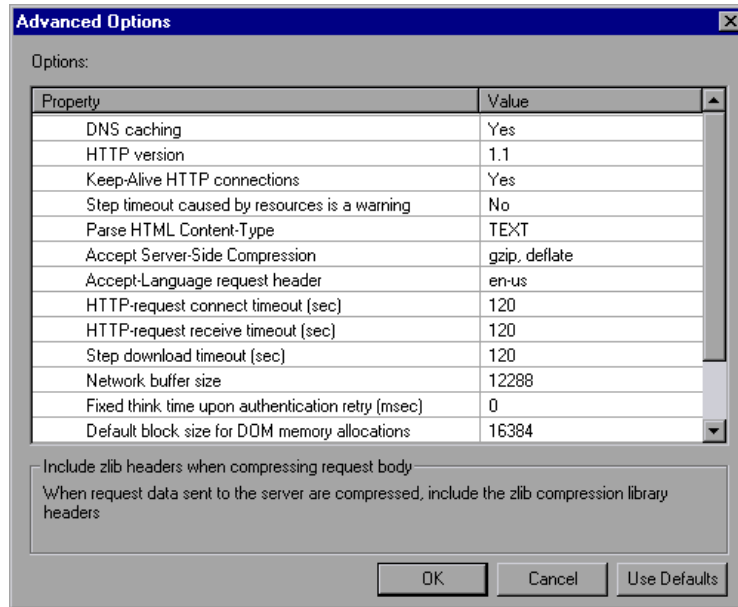 Advanced Options
Options:
Property Value
DNS caching Yes
HTTP version 1.1
Keep-Alive HTTP connections Yes
Step timeout caused by resources is a warning No
Parse HTML Content-Type TEXT
Accept Server-Side Compression gzip, deflate
Accept-Language request header en-us
HTTP-request connect timeout (sec) 120
HTTP-request receive timeout (sec) 120
Step download timeout (sec) 120
Network buffer size 12288
Fixed think time upon authentication retry (msec) 0
Default block size for DOM memory allocations 16384
Include zlib headers when compressing request body
When request data sent to the server are compressed, include the zlib compression library
headers
OK Cancel Use Defaults